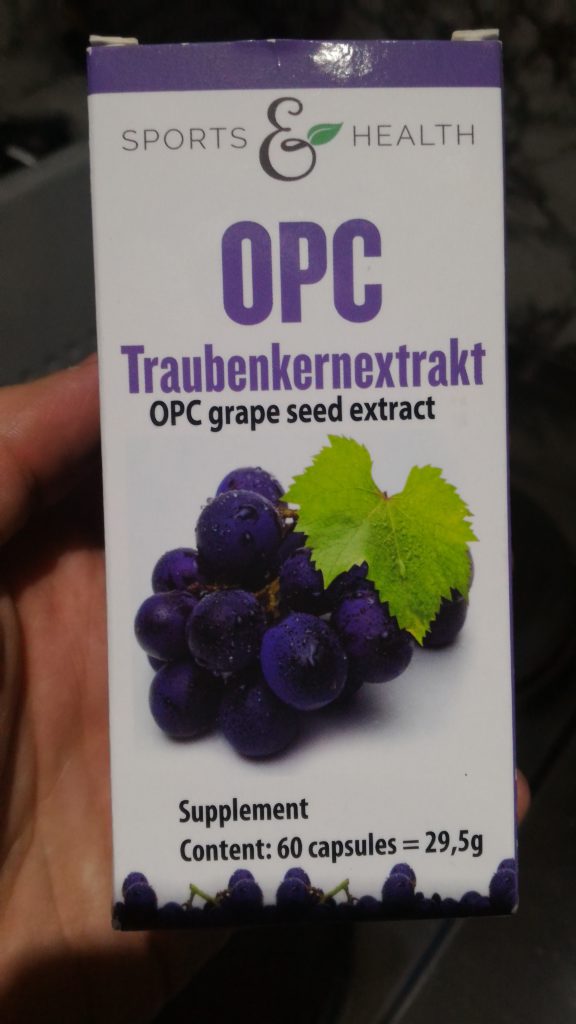 SPORTS & HEALTH
OPC
Traubenkernextrakt
OPC grape seed extract
Supplement
Content: 60 capsules = 29,5g